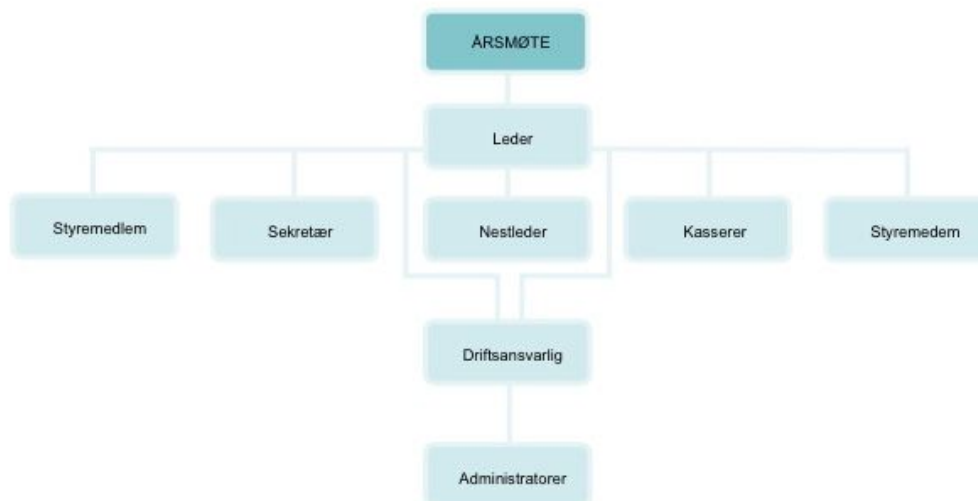 ÅRSMØTE
Leder
Styremedlem
Sekretær
Nestleder
Kasserer
Styremedem
Driftsansvarlig
Administratorer